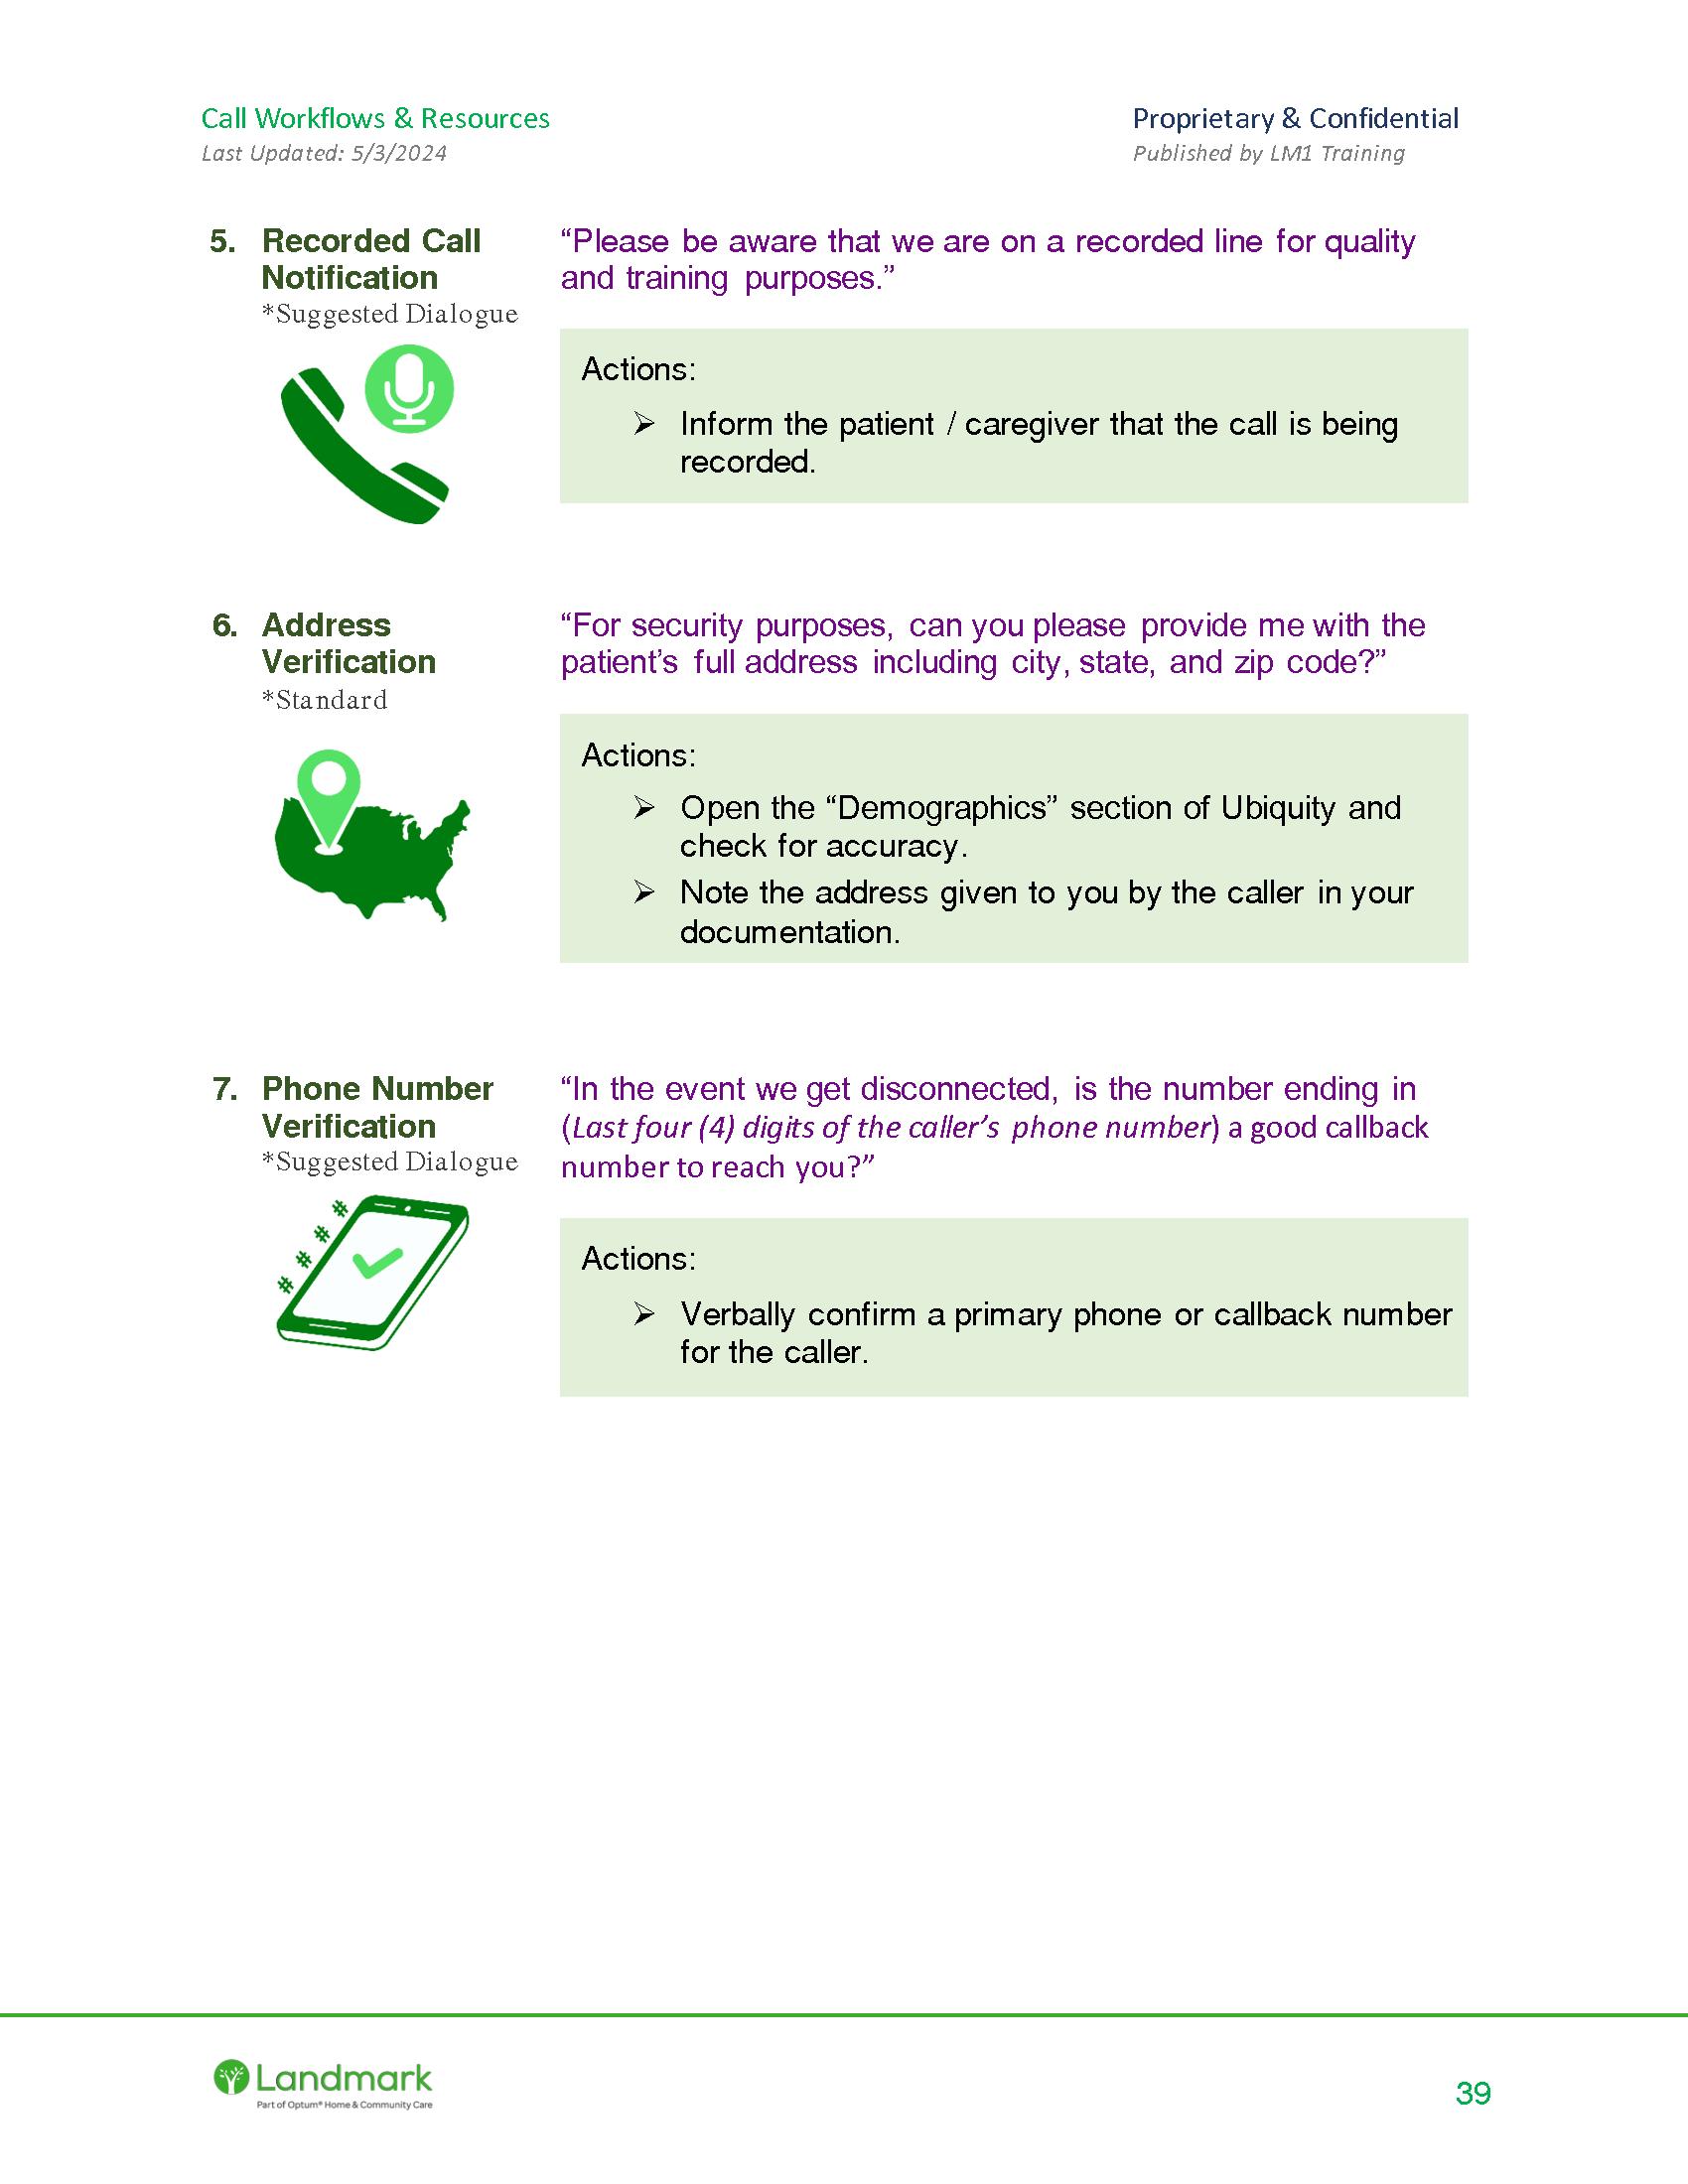 Call Workflows & Resources
Proprietary & Confidential
Last Updated: 5/3/2024
Published by LM1 Training
5. Recorded Call
Notification
*Suggested Dialogue
“Please be aware that we are on a recorded line for quality
and training purposes.”
Actions:
➢ Inform the patient / caregiver that the call is being
recorded.
6. Address
Verification
*Standard
“For security purposes, can you please provide me with the
patient’s full address including city, state, and zip code?”
Actions:
➢ Open the “Demographics” section of Ubiquity and
check for accuracy.
➢ Note the address given to you by the caller in your
documentation.
7. Phone Number
Verification
*Suggested Dialogue
# # # #
“In the event we get disconnected, is the number ending in
(Last four (4) digits of the caller’s phone number) a good callback
number to reach you?”
Actions:
➢ Verbally confirm a primary phone or callback number
for the caller.
Landmark
Part of Optum® Home & Community Care
39